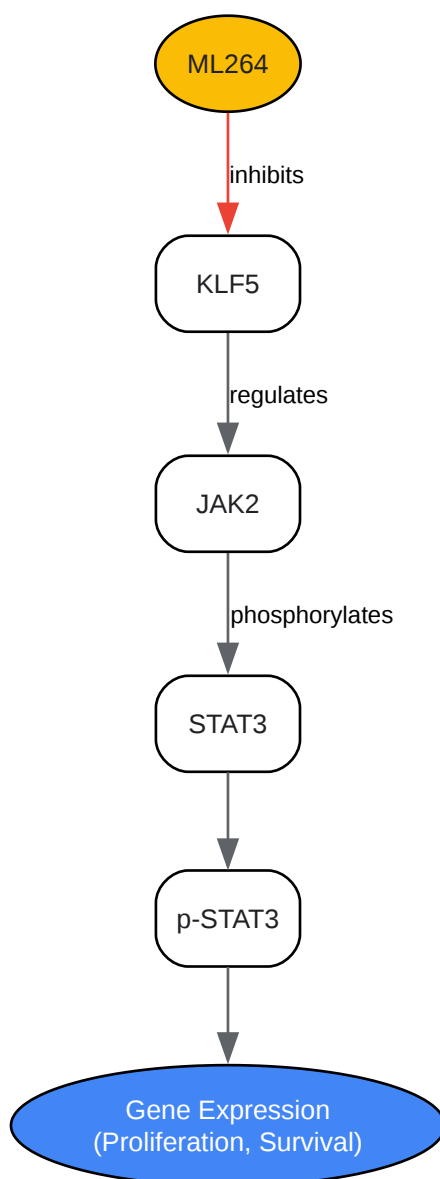 ML264
inhibits
KLF5
regulates
JAK2
phosphorylates
STAT3
p-STAT3
Gene Expression
(Proliferation, Survival)